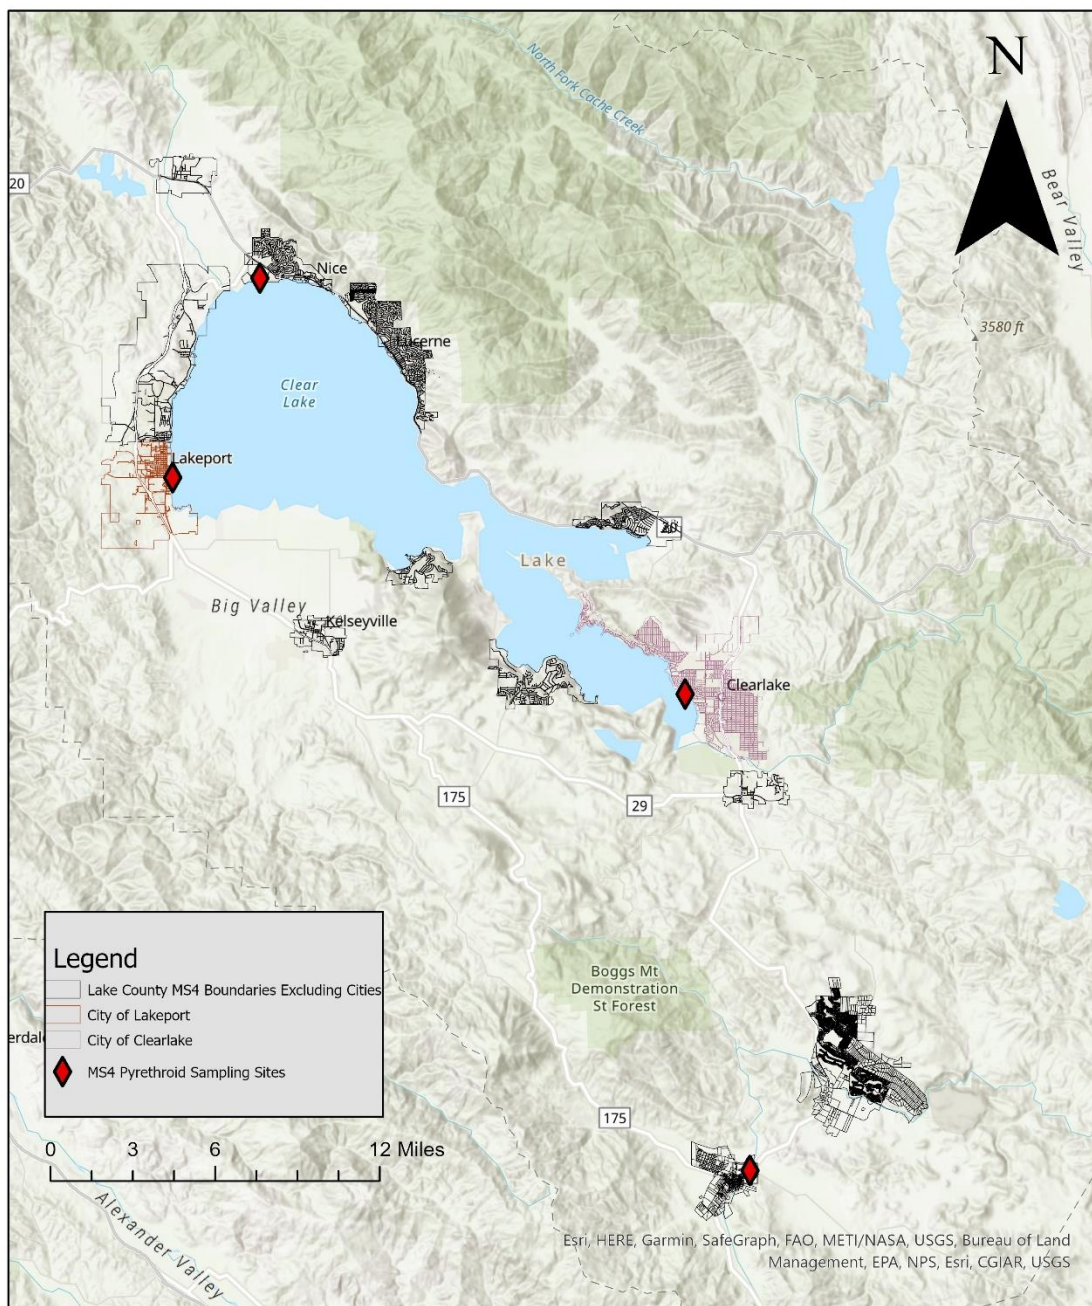 North Fork Cache Creek
N
Bear Valley
20
Nice
3580 ft
Lucerne
Clear
Lake
Lakeport
20
Lake
Big Valley
Kelseyville
Clearlake
175
29
Legend
Lake County MS4 Boundaries Excluding Cities
City of Lakeport
City of Clearlake
MS4 Pyrethroid Sampling Sites
erdal
Boggs Mt
Demonstration
St Forest
175
0 3 6 12 Miles
Alexander Valley
Esri, HERE, Garmin, SafeGraph, FAO, METI/NASA, USGS, Bureau of Land
Management, EPA, NPS, Esri, CGIAR, USGS